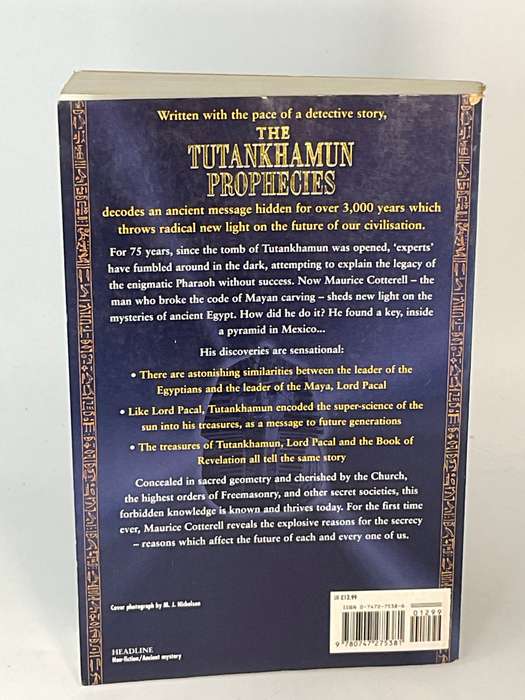 Written with the pace of a detective story,
THE
TUTANKHAMUN
PROPHECIES
decodes an ancient message hidden for over 3,000 years which
throws radical new light on the future of our civilisation.
For 75 years, since the tomb of Tutankhamun was opened, ‘experts’
have fumbled around in the dark, attempting to explain the legacy of
the enigmatic Pharaoh without success. Now Maurice Cotterell – the
man who broke the code of Mayan carving – sheds new light on the
mysteries of ancient Egypt. How did he do it? He found a key, inside
a pyramid in Mexico...
His discoveries are sensational:
• There are astonishing similarities between the leader of the
Egyptians and the leader of the Maya, Lord Pacal
• Like Lord Pacal, Tutankhamun encoded the super-science of the
sun into his treasures, as a message to future generations
• The treasures of Tutankhamun, Lord Pacal and the Book of
Revelation all tell the same story
Concealed in sacred geometry and cherished by the Church,
the highest orders of Freemasonry, and other secret societies, this
forbidden knowledge is known and thrives today. For the first time
ever, Maurice Cotterell reveals the explosive reasons for the secrecy
– reasons which affect the future of each and every one of us.
Cover photograph by M. J. Nicholson
HEADLINE
Non-fiction/Ancient mystery
UK £12.99
ISBN 0-7472-7538-6
01299
9 780747 275381